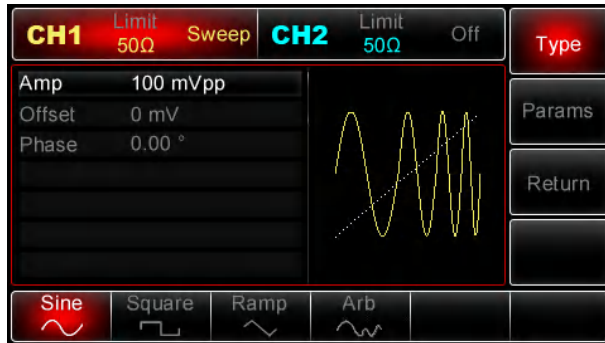 CH1 Limit 50Ω Sweep CH2 Limit 50Ω Off
Type
Amp 100 mVpp
Offset 0 mV
Phase 0.00 °
Params
Return
Sine Square Ramp Arb